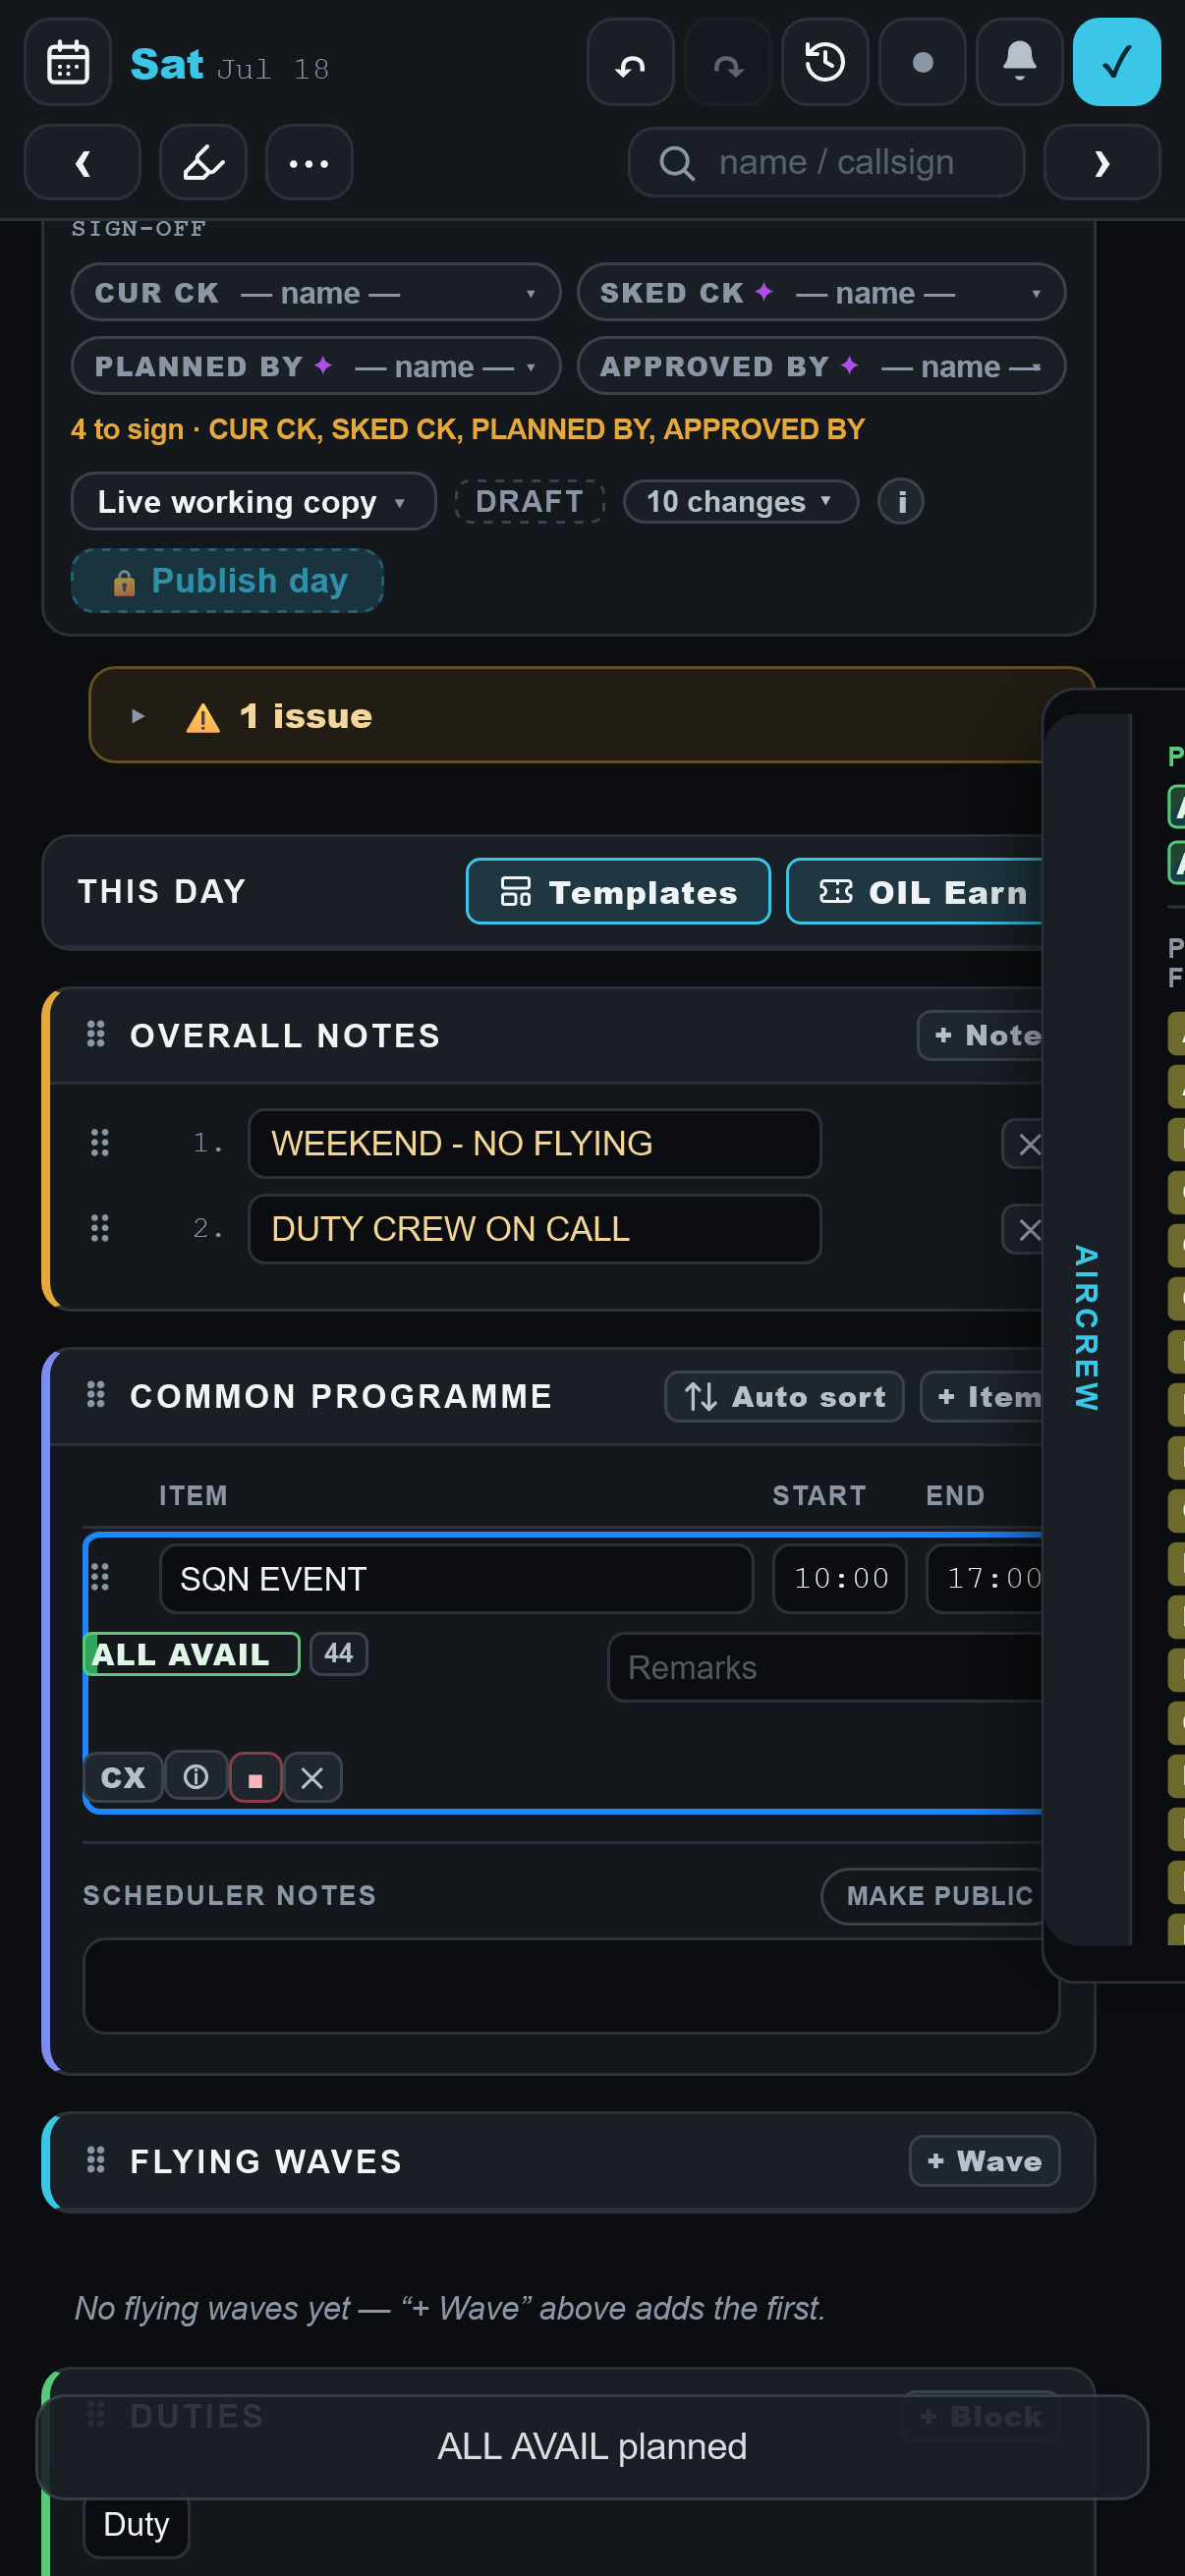 Sat Jul 18
name / callsign
SIGN-OFF
CUR CK — name —
SKED CK ✦ — name —
PLANNED BY ✦ — name —
APPROVED BY ✦ — name —
4 to sign · CUR CK, SKED CK, PLANNED BY, APPROVED BY
Live working copy DRAFT 10 changes i
Publish day
1 issue
THIS DAY Templates OIL Earn
OVERALL NOTES + Note
1. WEEKEND - NO FLYING
2. DUTY CREW ON CALL
AIRCREW
COMMON PROGRAMME Auto sort + Item
ITEM START END
SQN EVENT 10:00 17:00
ALL AVAIL 44 Remarks
CX
SCHEDULER NOTES MAKE PUBLIC
FLYING WAVES + Wave
No flying waves yet — “+ Wave” above adds the first.
DUTIES + Block
ALL AVAIL planned
Duty